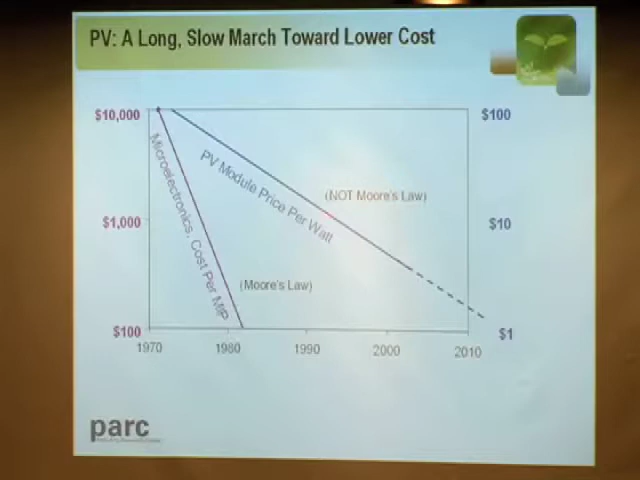 PV: A Long, Slow March Toward Lower Cost
$10,000
$100
Microelectronics, Cost Per MIP
PV Module Price Per Watt
(NOT Moore's Law)
$1,000
$10
(Moore's Law)
$100
$1
1970
1980
1990
2000
2010
parc